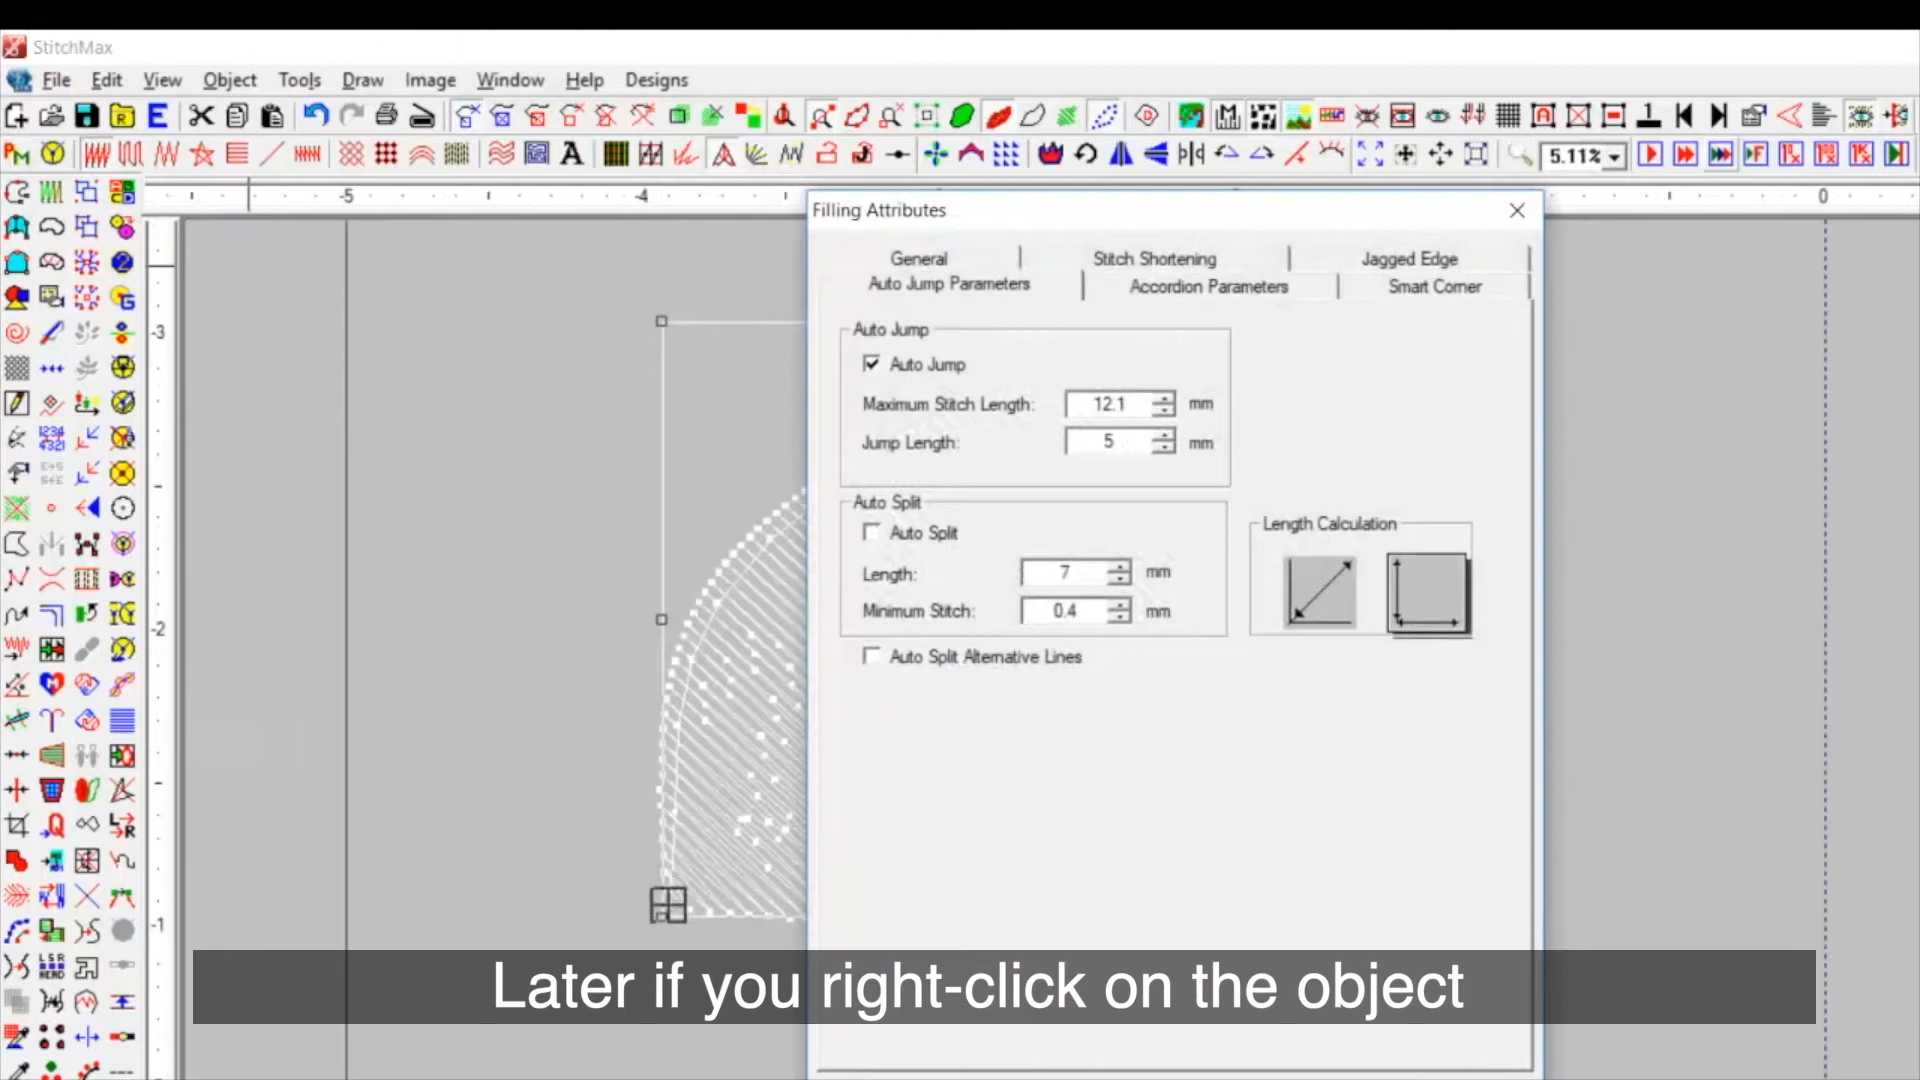 StitchMax
File Edit View Object Tools Draw Image Window Help Designs
5.11%
-5 -4 0
Filling Attributes
General Stitch Shortening Jagged Edge
Auto Jump Parameters Accordion Parameters Smart Corner
-3
Auto Jump
Auto Jump
Maximum Stitch Length: 12.1 mm
Jump Length: 5 mm
Auto Split
Auto Split
Length: 7 mm
Minimum Stitch: 0.4 mm
Length Calculation
Auto Split Alternative Lines
-2
-1
Later if you right-click on the object